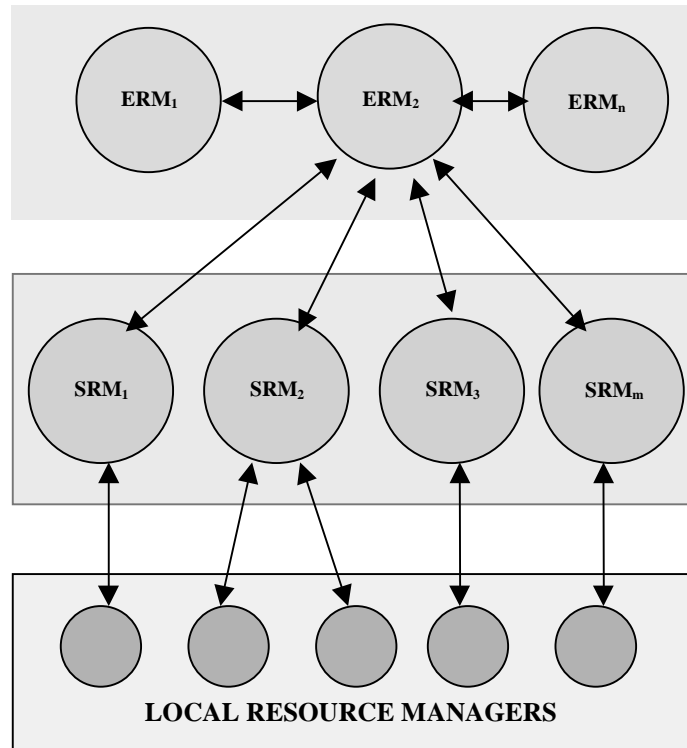 ERM₁
ERM₂
ERMₙ
SRM₁
SRM₂
SRM₃
SRMₘ
LOCAL RESOURCE MANAGERS